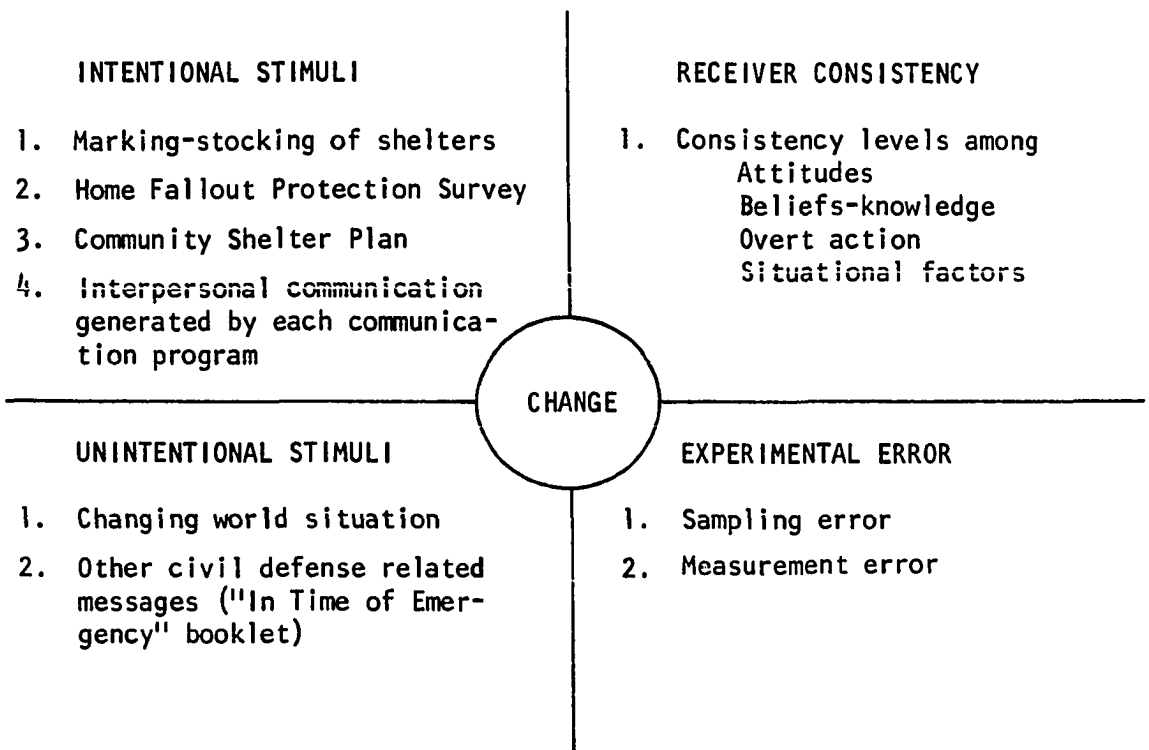 INTENTIONAL STIMULI
1. Marking-stocking of shelters
2. Home Fallout Protection Survey
3. Community Shelter Plan
4. Interpersonal communication
generated by each communica-
tion program
RECEIVER CONSISTENCY
1. Consistency levels among
Attitudes
Beliefs-knowledge
Overt action
Situational factors
CHANGE
UNINTENTIONAL STIMULI
1. Changing world situation
2. Other civil defense related
messages ("In Time of Emer-
gency" booklet)
EXPERIMENTAL ERROR
1. Sampling error
2. Measurement error